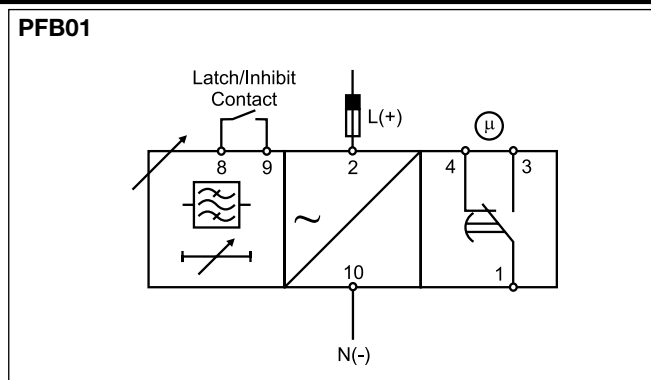 PFB01
Latch/Inhibit
Contact
L(+)
μ
8 9 2 4 3
~
10 1
N(-)